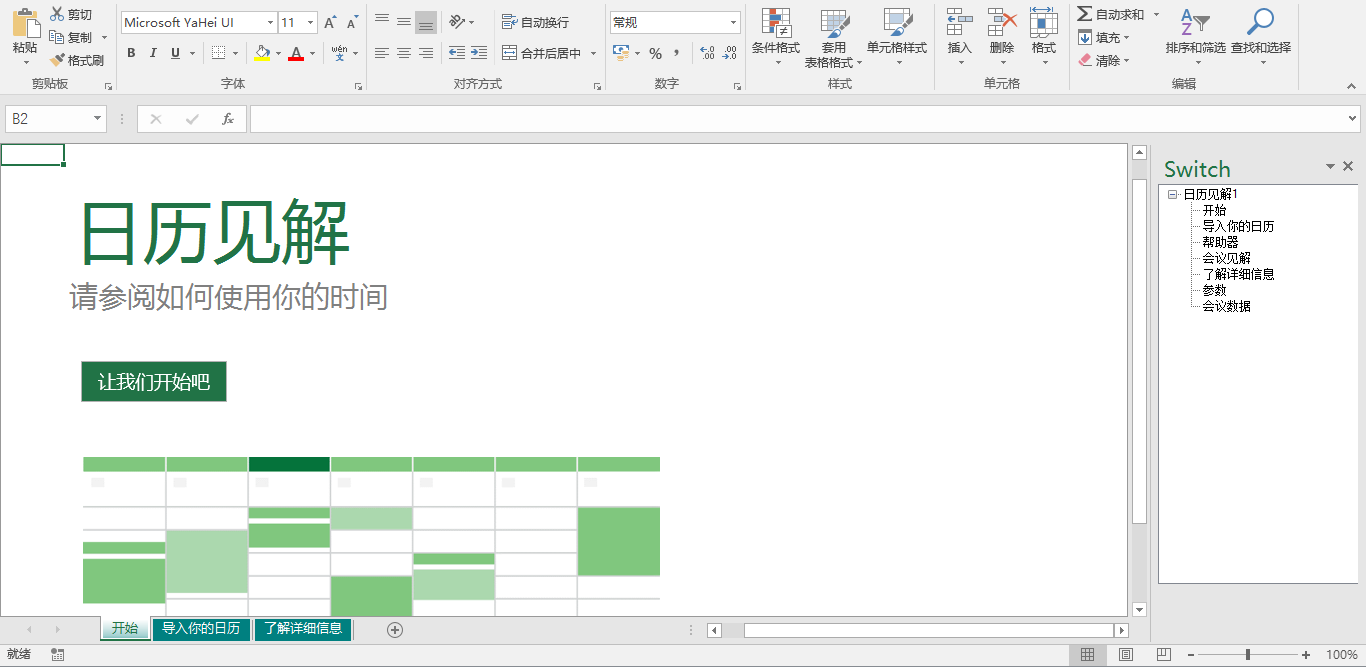 粘贴
剪切
复制
格式刷
剪贴板
Microsoft YaHei UI
11
A
A
B
I
U
A
wén
文
字体
自动换行
合并后居中
对齐方式
常规
%
,
数字
条件格式
套用
表格格式
单元格样式
样式
插入
删除
格式
单元格
自动求和
填充
清除
排序和筛选
查找和选择
编辑
B2
fx
日历见解
请参阅如何使用你的时间
让我们开始吧
Switch
日历见解1
开始
导入你的日历
帮助器
会议见解
了解详细信息
参数
会议数据
开始
导入你的日历
了解详细信息
就绪
100%